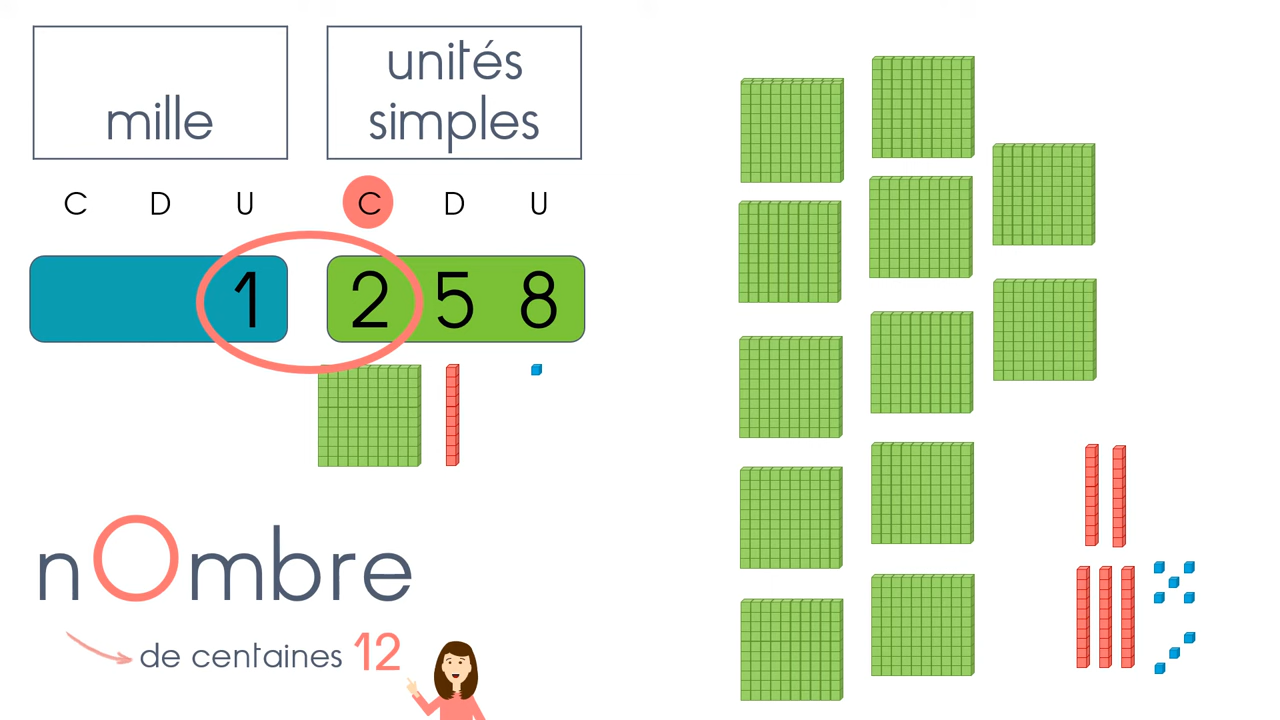 mille
unités
simples
C D U C D U
1 2 5 8
nOmbre
de centaines 12